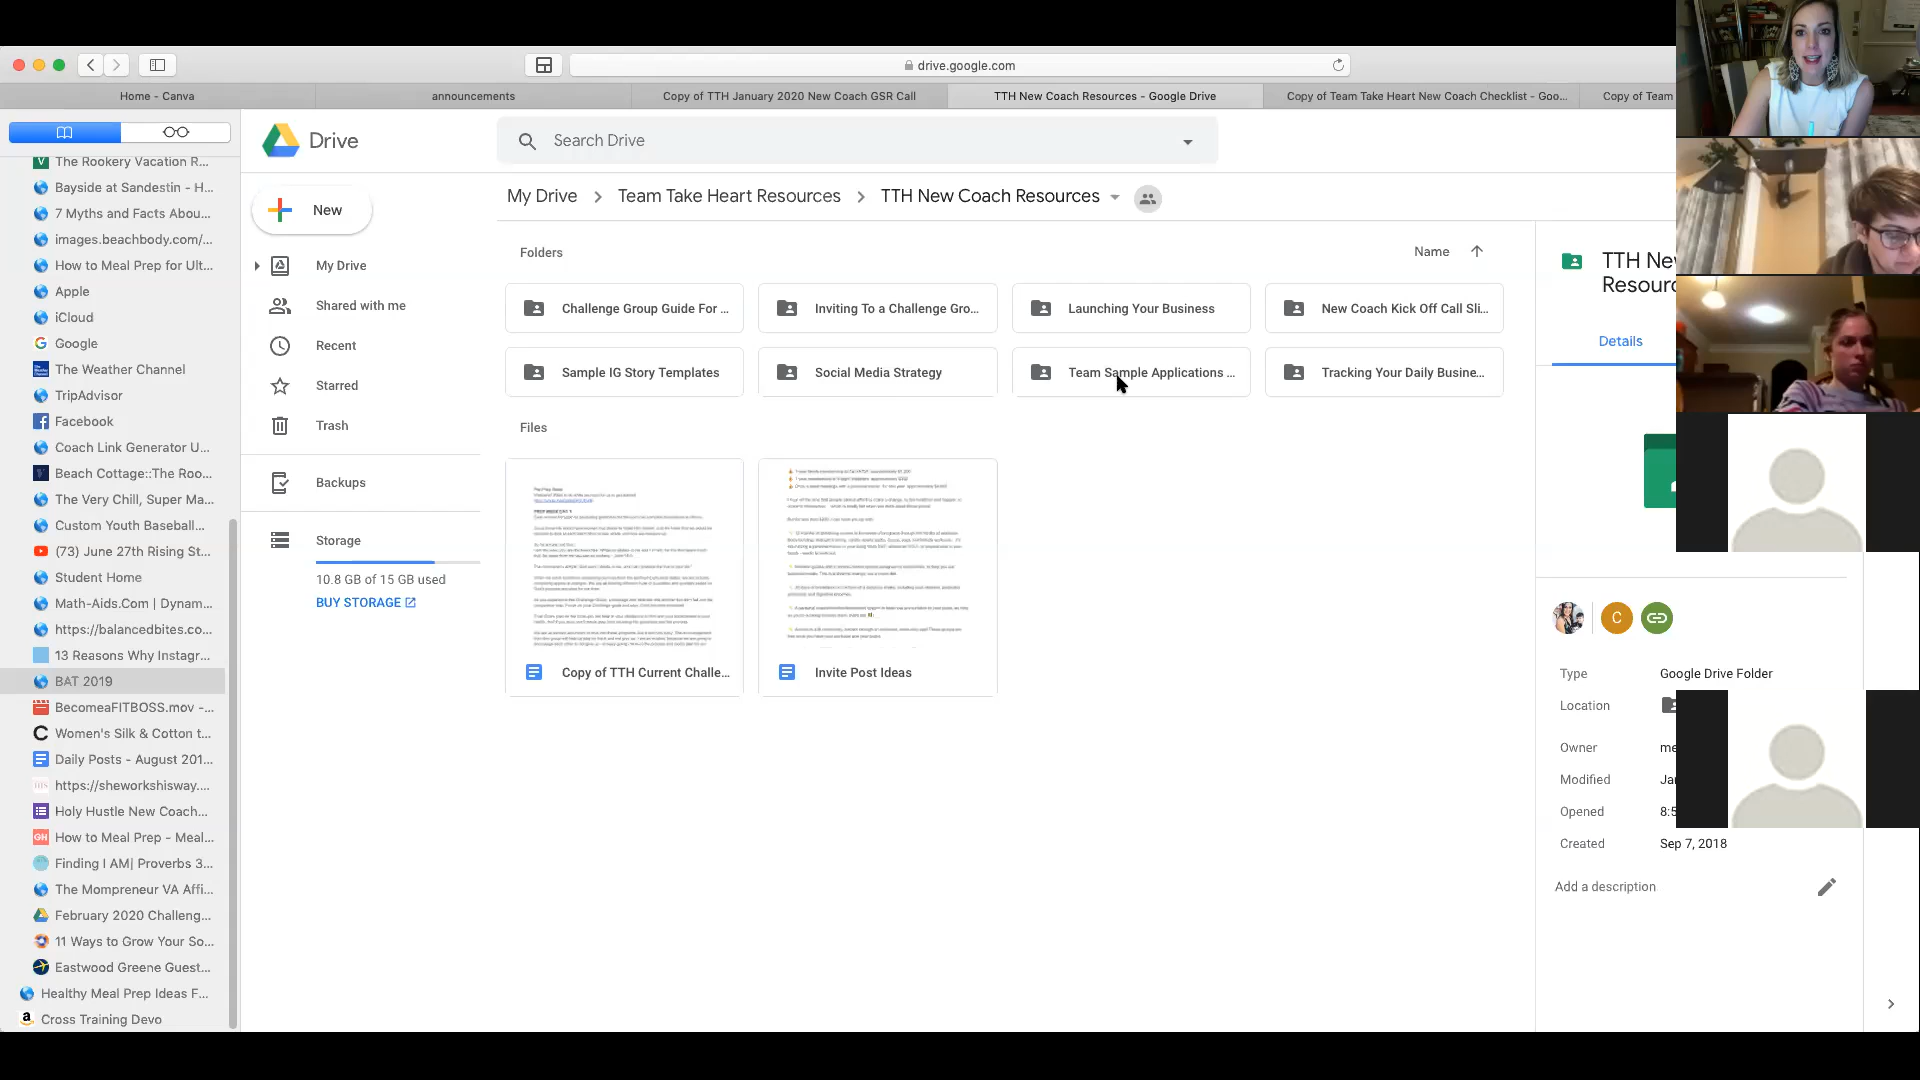 drive.google.com
Home - Canva
announcements
Copy of TTH January 2020 New Coach GSR Call
TTH New Coach Resources - Google Drive
Copy of Team Take Heart New Coach Checklist - Goo...
Copy of Team
The Rookery Vacation R...
Bayside at Sandestin - H...
7 Myths and Facts Abou...
images.beachbody.com/...
How to Meal Prep for Ult...
Apple
iCloud
Google
The Weather Channel
TripAdvisor
Facebook
Coach Link Generator U...
Beach Cottage::The Roo...
The Very Chill, Super Ma...
Custom Youth Baseball...
(73) June 27th Rising St...
Student Home
Math-Aids.Com | Dynam...
https://balancedbites.co...
13 Reasons Why Instagr...
BAT 2019
BecomeaFITBOSS.mov -...
Women's Silk & Cotton t...
Daily Posts - August 201...
https://sheworkshisway....
Holy Hustle New Coach...
How to Meal Prep - Meal...
Finding I AM| Proverbs 3...
The Mompreneur VA Affi...
February 2020 Challeng...
11 Ways to Grow Your So...
Eastwood Greene Guest...
Healthy Meal Prep Ideas F...
Cross Training Devo
Drive
Search Drive
New
My Drive
Shared with me
Recent
Starred
Trash
Backups
Storage
10.8 GB of 15 GB used
BUY STORAGE
My Drive > Team Take Heart Resources > TTH New Coach Resources
Folders
Name
Challenge Group Guide For ...
Inviting To a Challenge Gro...
Launching Your Business
New Coach Kick Off Call Sli...
Sample IG Story Templates
Social Media Strategy
Team Sample Applications ...
Tracking Your Daily Busine...
Files
Copy of TTH Current Challe...
Invite Post Ideas
TTH Ne
Resourc
Details
C
Type Google Drive Folder
Location
Owner me
Modified Ja
Opened 8:5
Created Sep 7, 2018
Add a description